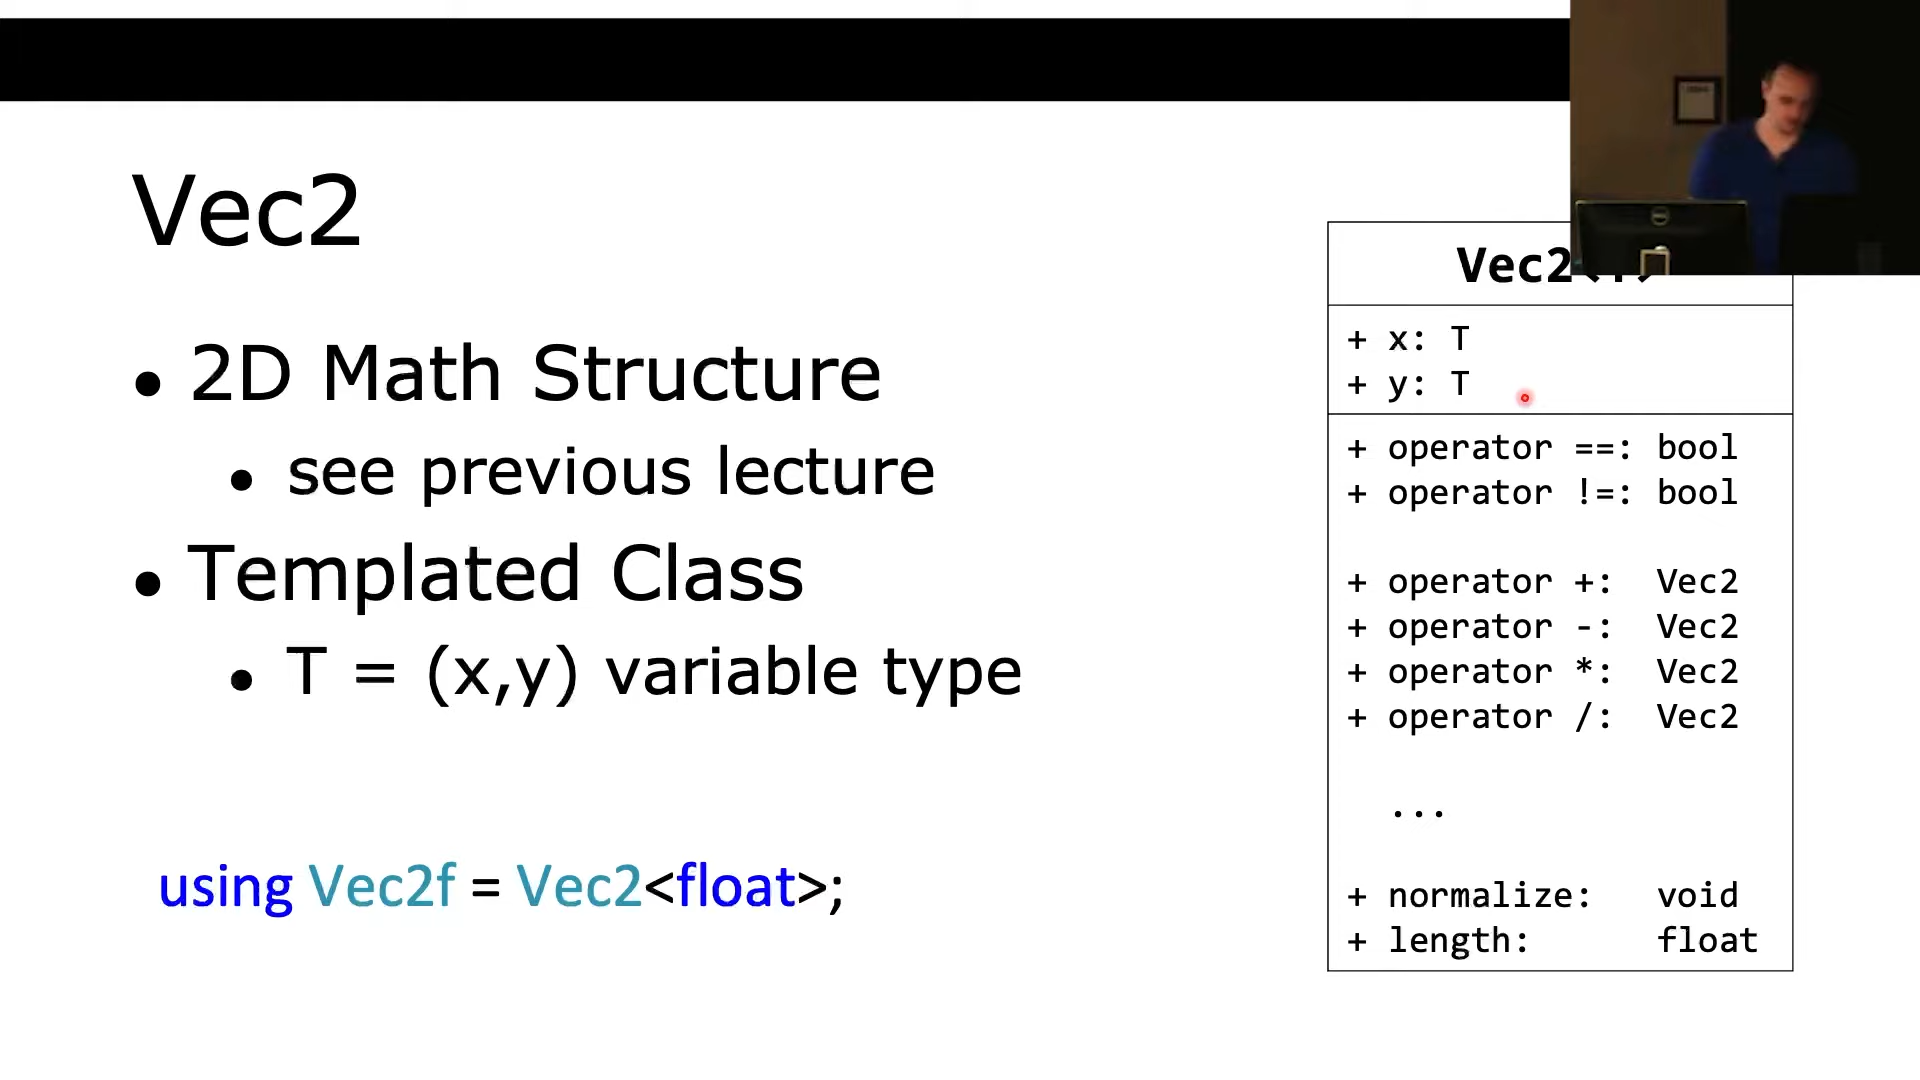 Vec2
• 2D Math Structure
• see previous lecture
• Templated Class
• T = (x,y) variable type
using Vec2f = Vec2<float>;
Vec2
+ x: T
+ y: T
+ operator ==: bool
+ operator !=: bool
+ operator +: Vec2
+ operator -: Vec2
+ operator *: Vec2
+ operator /: Vec2
...
+ normalize: void
+ length: float